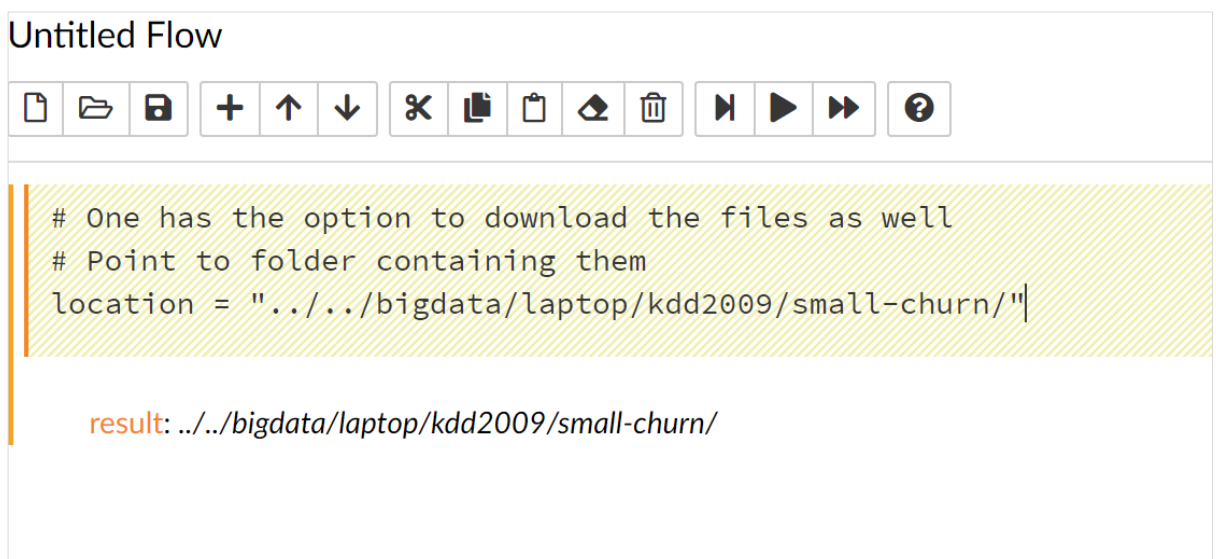 Untitled Flow
# One has the option to download the files as well
# Point to folder containing them
location = "../../bigdata/laptop/kdd2009/small-churn/"
result: ../../bigdata/laptop/kdd2009/small-churn/